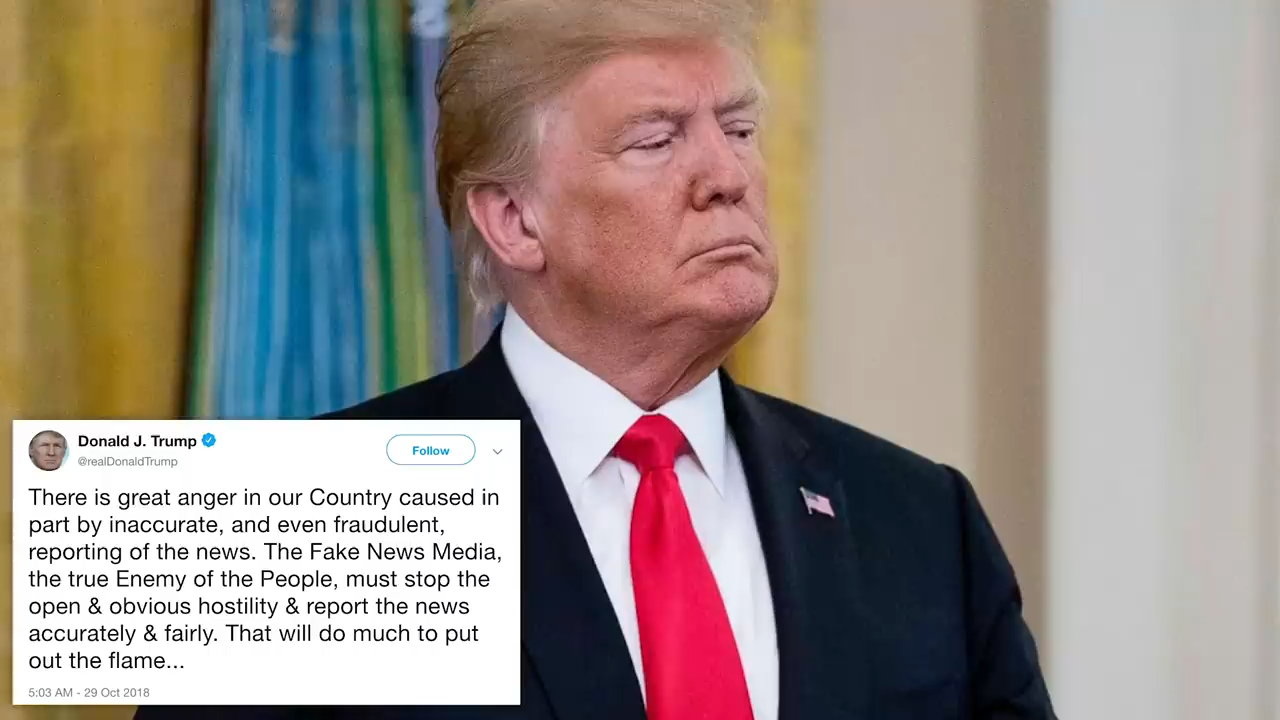 Donald J. Trump
@realDonaldTrump
Follow
There is great anger in our Country caused in
part by inaccurate, and even fraudulent,
reporting of the news. The Fake News Media,
the true Enemy of the People, must stop the
open & obvious hostility & report the news
accurately & fairly. That will do much to put
out the flame...
5:03 AM - 29 Oct 2018